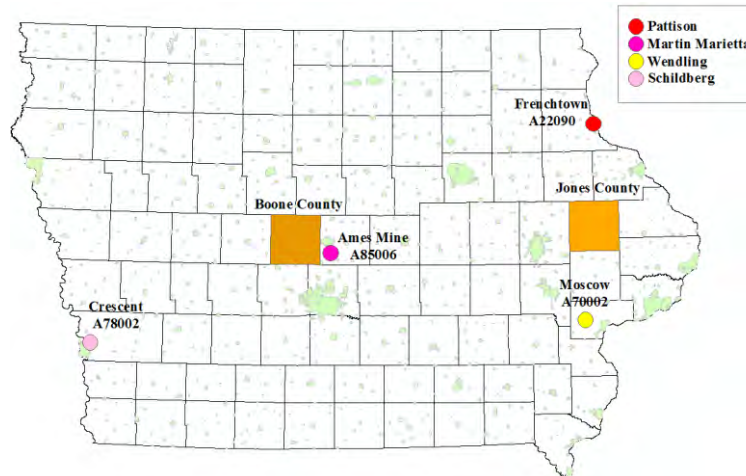 Pattison
Martin Marietta
Wendling
Schildberg
Frenchtown
A22090
Boone County
Jones County
Ames Mine
A85006
Moscow
A70002
Crescent
A78002